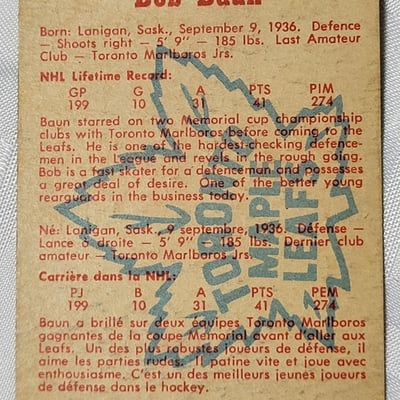 Bob Baun
Born: Lanigan, Sask., September 9, 1936. Defence
— Shoots right — 5' 9" — 185 lbs. Last Amateur
Club — Toronto Marlboros Jrs.
NHL Lifetime Record:
GP G A PTS PIM
199 10 31 41 274
Baun starred on two Memorial cup championship
clubs with Toronto Marlboros before coming to the
Leafs. He is one of the hardest-checking defence-
men in the League and revels in the rough going.
Bob is a fast skater for a defenceman and possesses
a great deal of desire. One of the better young
rearguards in the business today.
Né: Lanigan, Sask., 9 septembre, 1936. Défense —
Lance à droite — 5' 9" — 185 lbs. Dernier club
amateur — Toronto Marlboros Jrs.
Carrière dans la NHL:
PJ B A PTS PEM
199 10 31 41 274
Baun a brillé sur deux équipes Toronto Marlboros
gagnantes de la coupe Memorial avant d'aller aux
Leafs. Un des plus robustes joueurs de défense, il
aime les parties rudes. Il patine vite et joue avec
enthousiasme. C'est un des meilleurs jeunes joueurs
de défense dans le hockey.
TORONTO
MAPLE
LEAFS